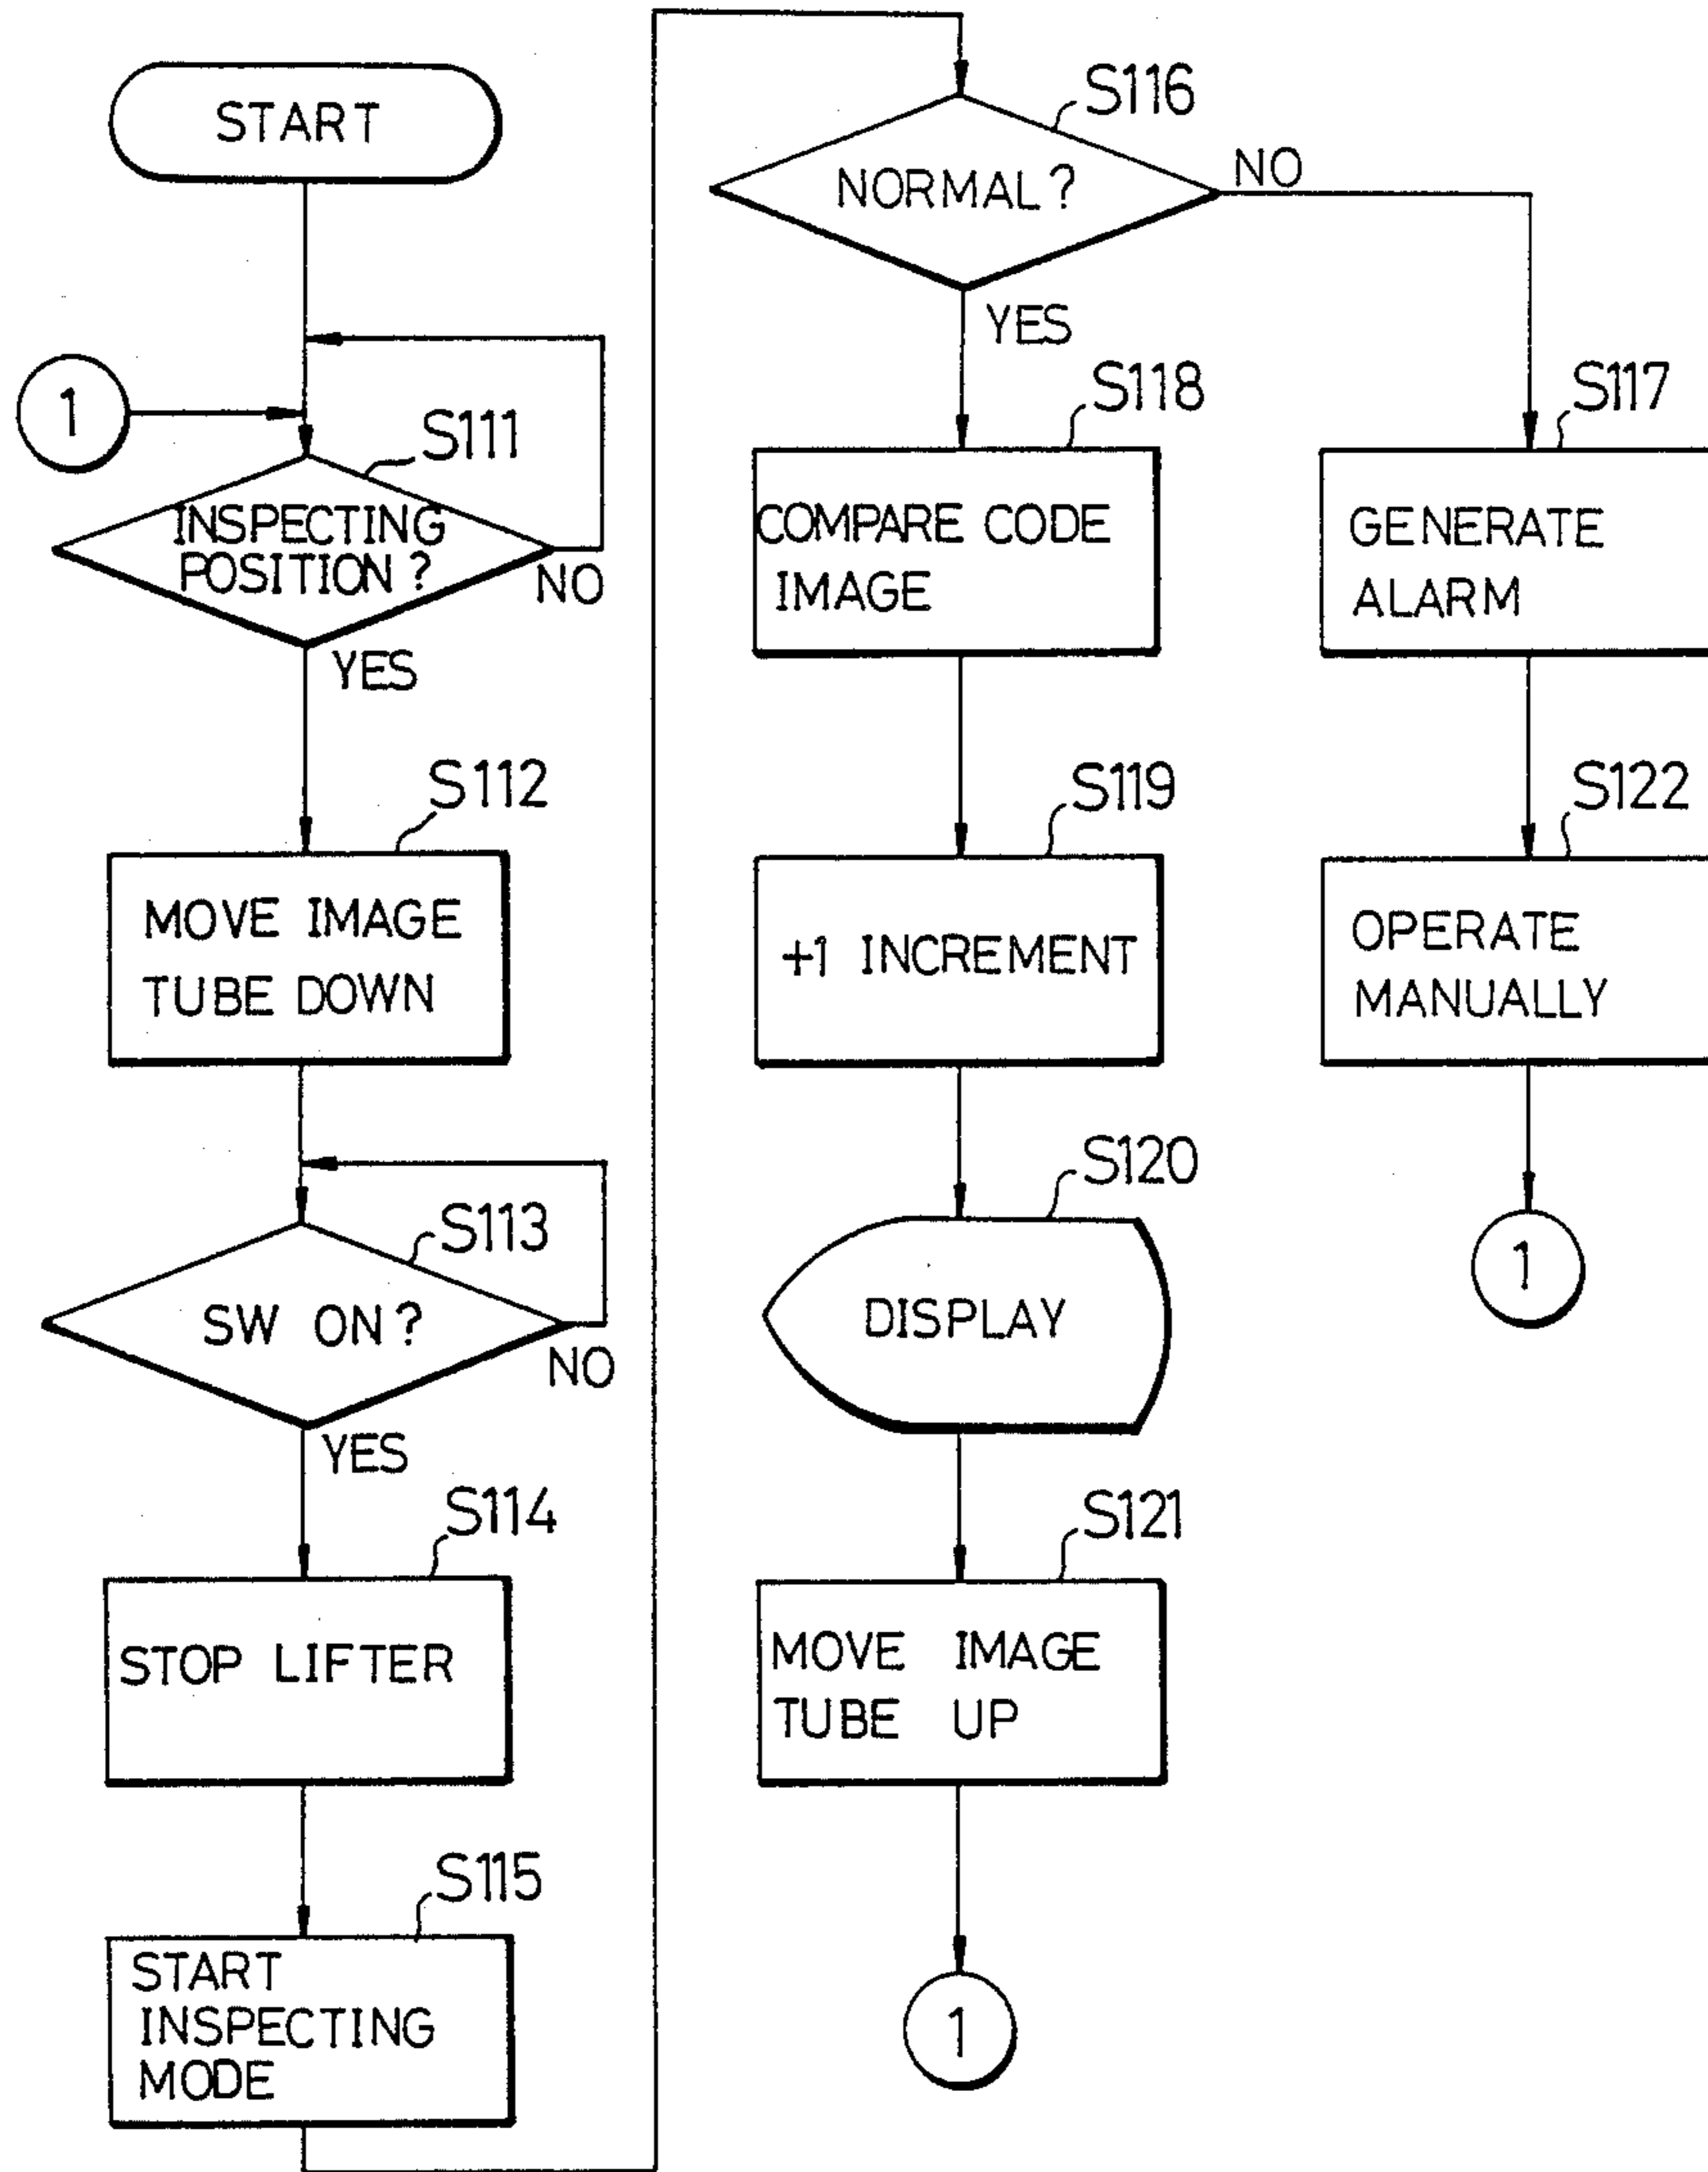 START
1
S111
INSPECTING
POSITION?
NO
YES
S112
MOVE IMAGE
TUBE DOWN
S113
SW ON?
NO
YES
S114
STOP LIFTER
S115
START
INSPECTING
MODE
S116
NORMAL?
NO
YES
S118
COMPARE CODE
IMAGE
S119
+1 INCREMENT
S120
DISPLAY
S121
MOVE IMAGE
TUBE UP
1
S117
GENERATE
ALARM
S122
OPERATE
MANUALLY
1